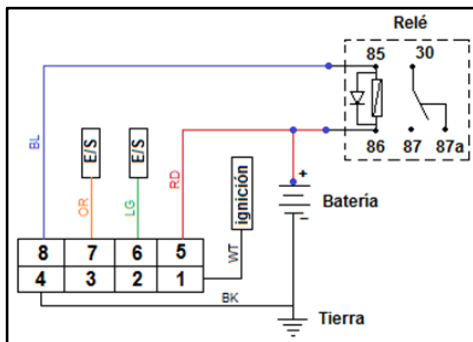 Relé
85 30
86 87 87a
BL
E/S
E/S
OR
LG
RD
ignición
WT
+
Batería
-
8 7 6 5
4 3 2 1
BK
Tierra